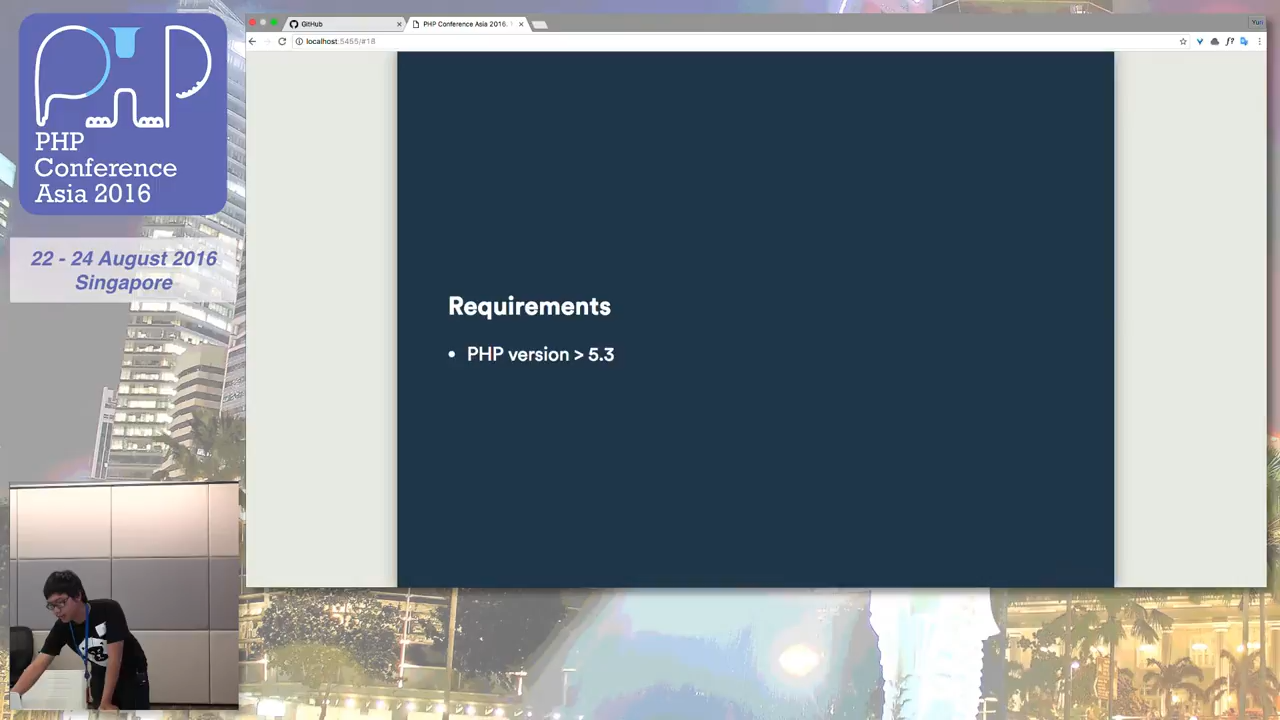 PHP
Conference
Asia 2016
22 - 24 August 2016
Singapore
GitHub
PHP Conference Asia 2016.
Yun
localhost:5455/#18
Requirements
• PHP version > 5.3